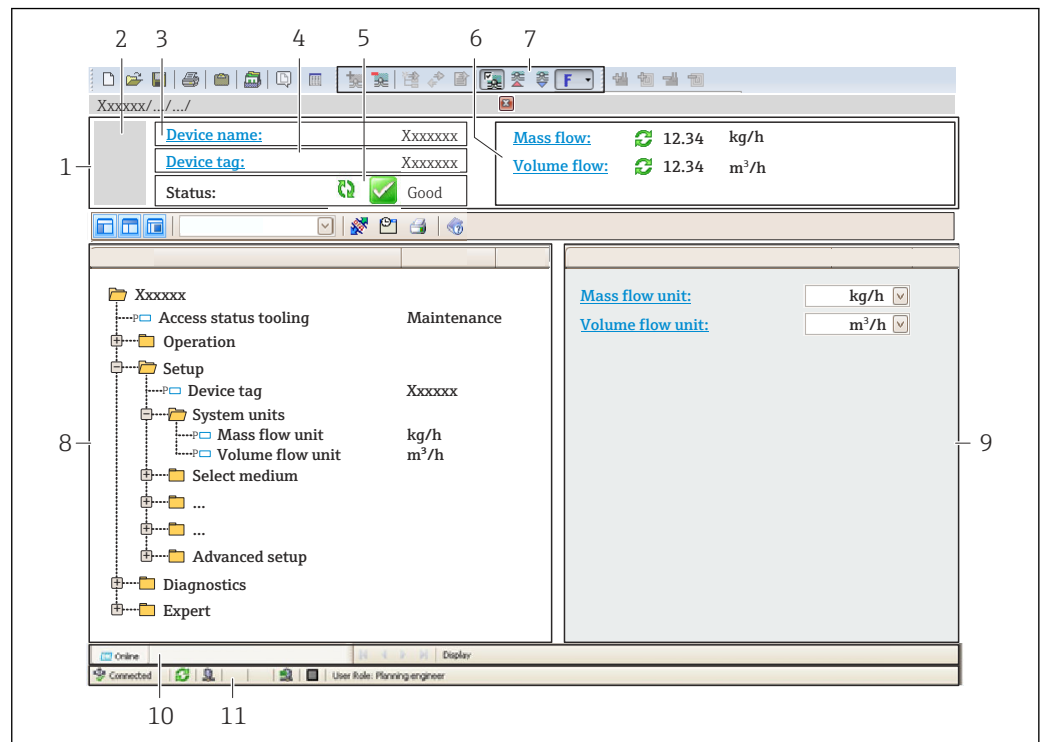 2 3 4 5 6 7
F
Xxxxxx/.../.../
1
Device name: Xxxxxxx
Device tag: Xxxxxxx
Status: Good
Mass flow: 12.34 kg/h
Volume flow: 12.34 m³/h
Xxxxxx
P Access status tooling Maintenance
Operation
Setup
P Device tag Xxxxxx
System units
P Mass flow unit kg/h
P Volume flow unit m³/h
Select medium
...
...
Advanced setup
Diagnostics
Expert
8
Mass flow unit: kg/h
Volume flow unit: m³/h
9
Online Display
Connected User Role: Planning engineer
10 11